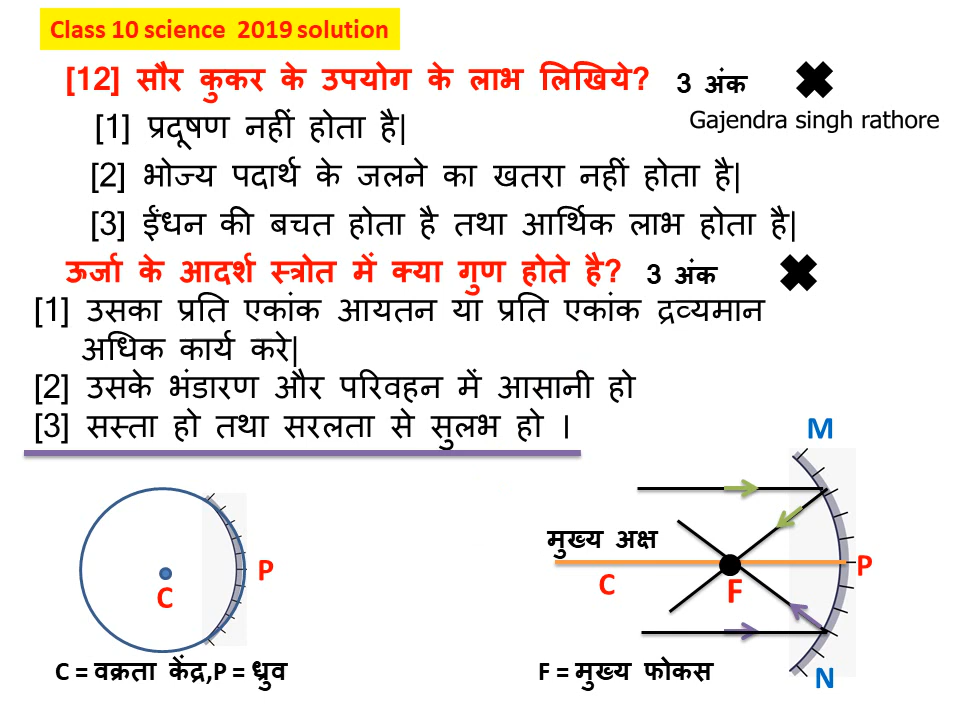 Class 10 science 2019 solution
[12] सौर कुकर के उपयोग के लाभ लिखिये? 3 अंक
Gajendra singh rathore
[1] प्रदूषण नहीं होता है|
[2] भोज्य पदार्थ के जलने का खतरा नहीं होता है|
[3] ईंधन की बचत होता है तथा आर्थिक लाभ होता है|
ऊर्जा के आदर्श स्त्रोत में क्या गुण होते है? 3 अंक
[1] उसका प्रति एकांक आयतन या प्रति एकांक द्रव्यमान
अधिक कार्य करे|
[2] उसके भंडारण और परिवहन में आसानी हो
[3] सस्ता हो तथा सरलता से सुलभ हो ।
M
मुख्य अक्ष
P
P
C
F
C
N
C = वक्रता केंद्र,P = ध्रुव
F = मुख्य फोकस